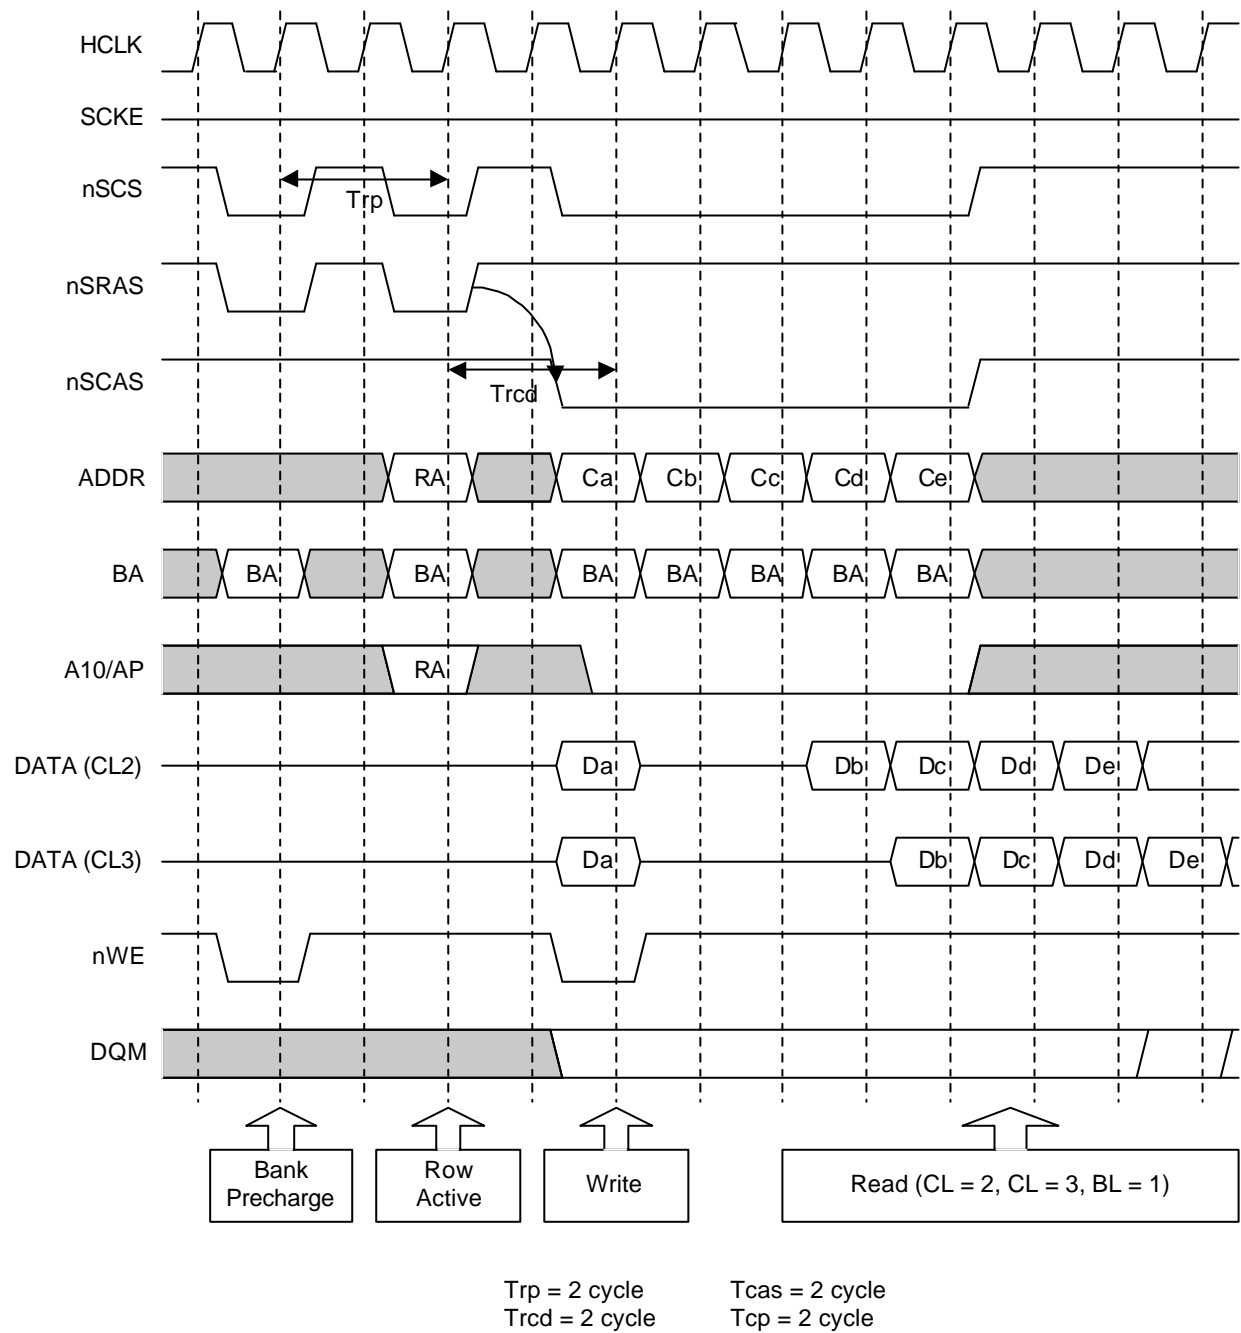 HCLK
SCKE
nSCS
Trp
nSRAS
nSCAS
Trcd
ADDR RA Ca Cb Cc Cd Ce
BA BA BA BA BA BA BA BA
A10/AP RA
DATA (CL2) Da Db Dc Dd De
DATA (CL3) Da Db Dc Dd De
nWE
DQM
Bank Precharge
Row Active
Write
Read (CL = 2, CL = 3, BL = 1)
Trp = 2 cycle Tcas = 2 cycle
Trcd = 2 cycle Tcp = 2 cycle